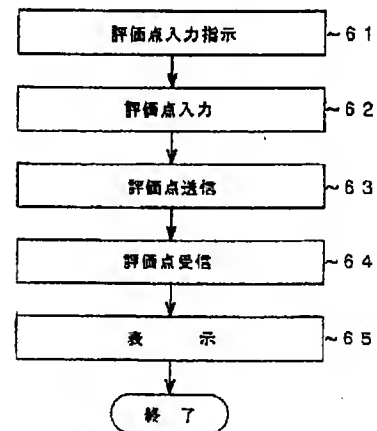 評価点入力指示 ~61
評価点入力 ~62
評価点送信 ~63
評価点受信 ~64
表 示 ~65
終 了